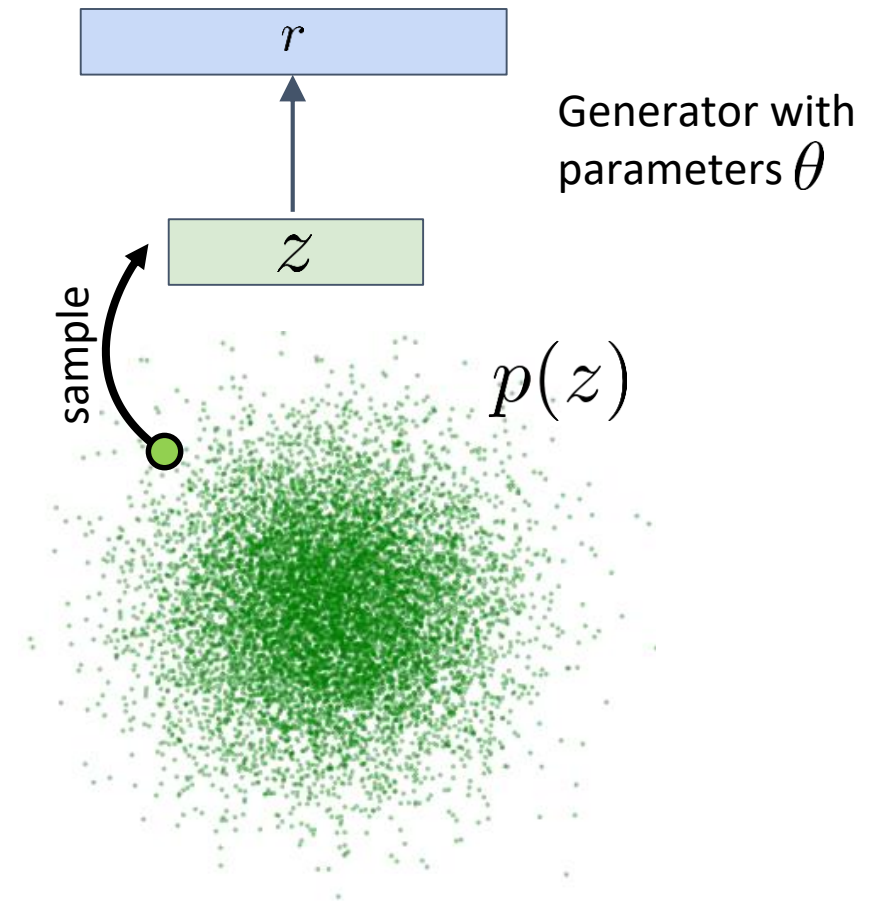 r
Generator with
parameters θ
z
sample
p(z)